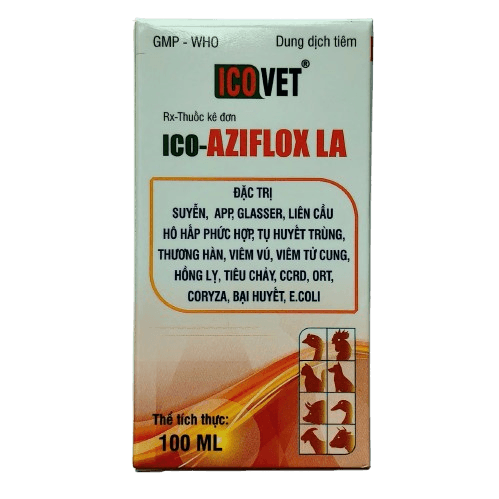 GMP - WHO Dung dịch tiêm
ICOVET®
Rx-Thuốc kê đơn
ICO-AZIFLOX LA
ĐẶC TRỊ
SUYỄN, APP, GLASSER, LIÊN CẦU
HÔ HẤP PHỨC HỢP, TỤ HUYẾT TRÙNG,
THƯƠNG HÀN, VIÊM VÚ, VIÊM TỬ CUNG,
HỒNG LỴ, TIÊU CHẢY, CCRD, ORT,
CORYZA, BẠI HUYẾT, E.COLI
Thể tích thực:
100 ML